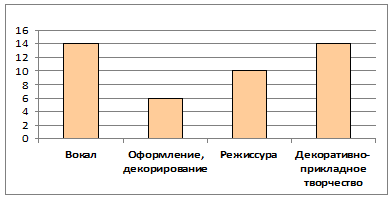 16
14
12
10
8
6
4
2
0
Вокал
Оформление,
декорирование
Режиссура
Декоративно-
прикладное
творчество